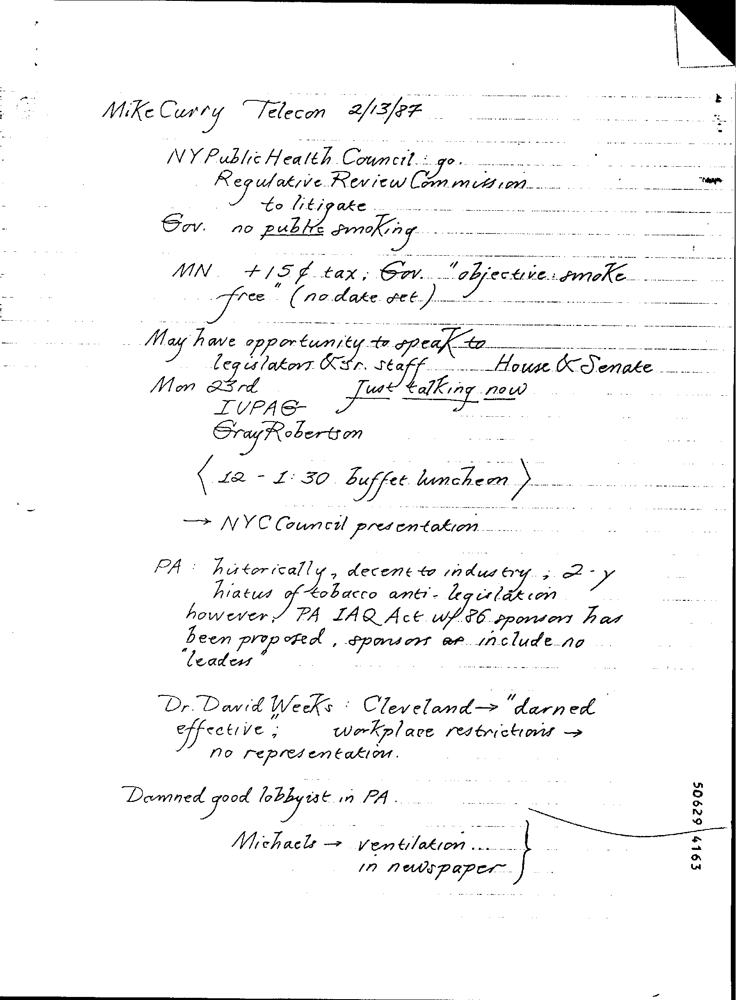 Mike Curry Telecon 2/13/87
NY Public Health Council : go.
Regulative Review Commission
to litigate
Gov. no public smoking
MN +15¢ tax; Gov. "objective: smoke
free" (no date set)
May have opportunity to speak to
legislators & sr. staff House & Senate
Mon 23rd Just talking now
IUPAG
Gray Robertson
⟨ 12 - 1:30 buffet luncheon ⟩
→ NYC Council presentation
PA : historically, decent to industry ; 2-y
hiatus of tobacco anti-legislation
however, PA IAQ Act w/ 86 sponsors has
been proposed, sponsors include no
"leaders"
Dr. David Weeks : Cleveland → "darned
effective"; workplace restrictions →
no representation.
Damned good lobbyist in PA.
Michaels → ventilation ...
in newspaper
50629 4163